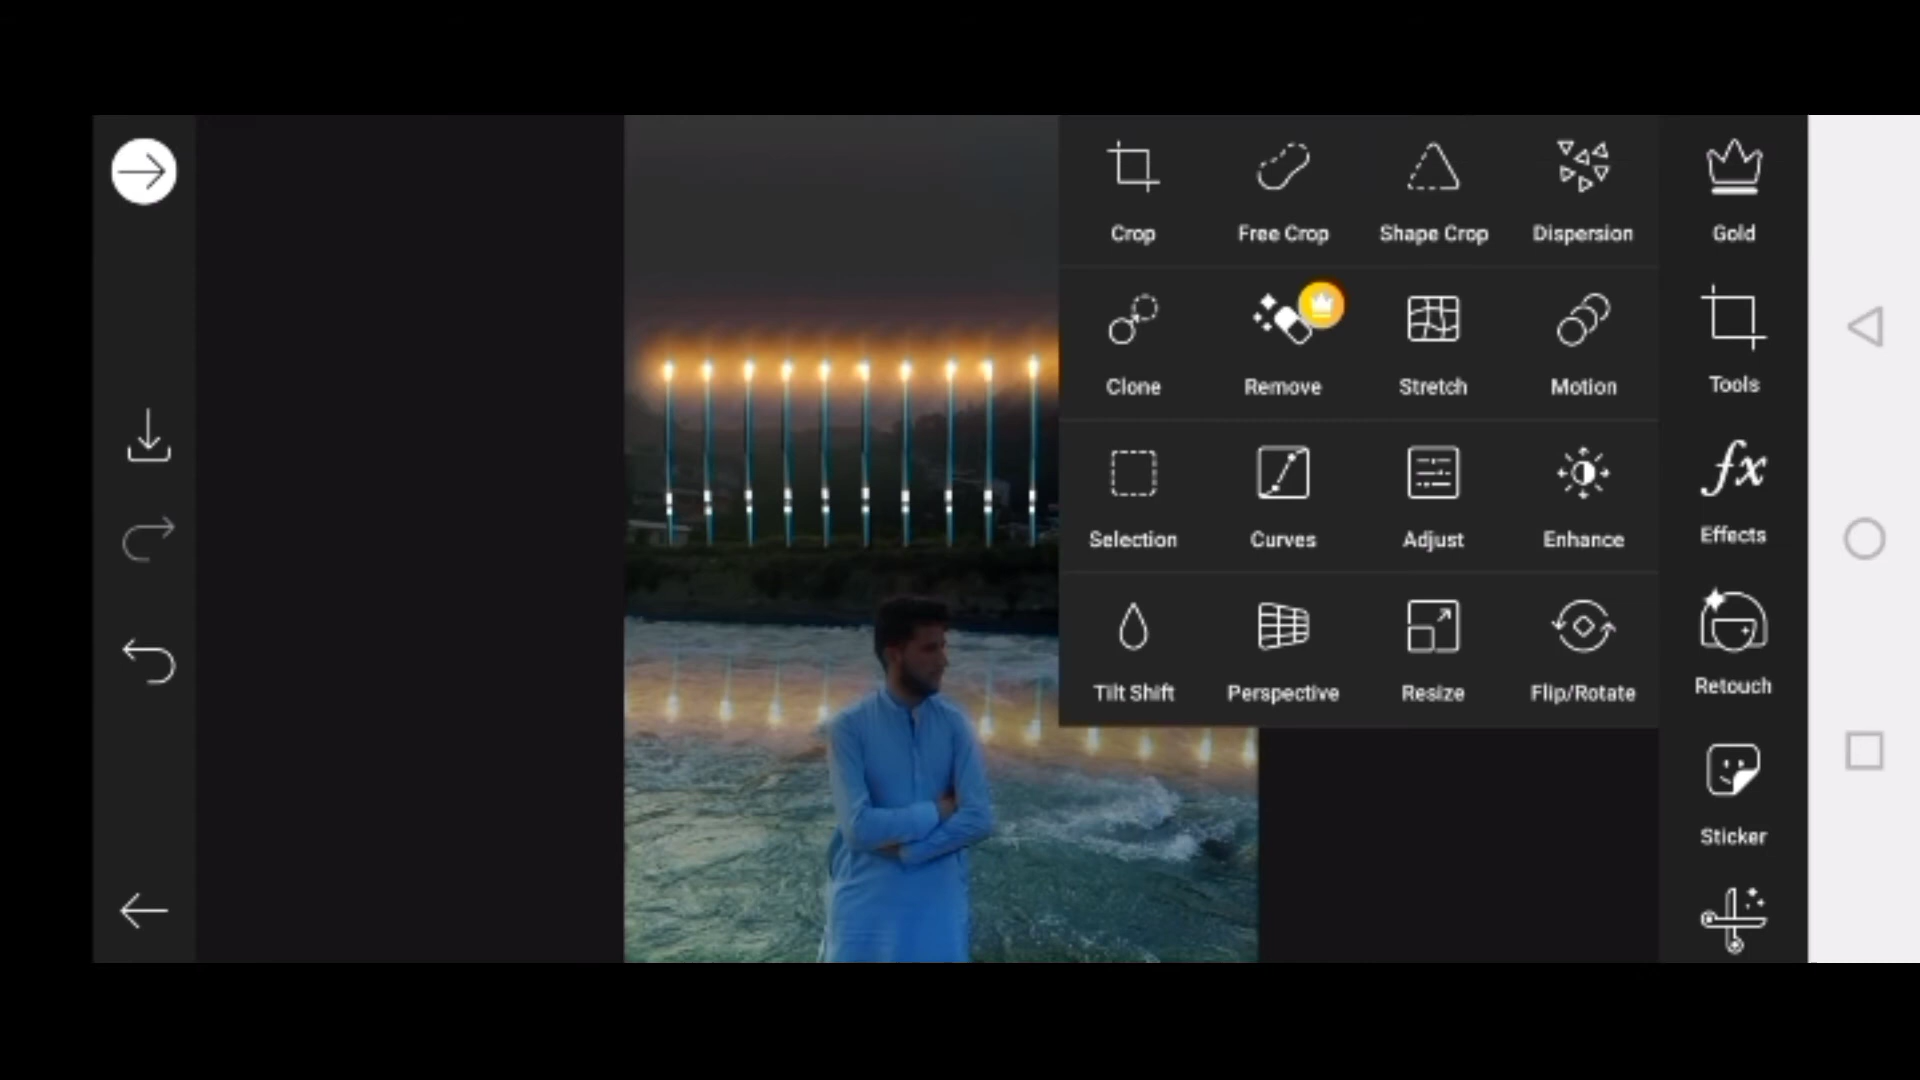 Crop Free Crop Shape Crop Dispersion Gold
Clone Remove Stretch Motion Tools
Selection Curves Adjust Enhance Effects
Tilt Shift Perspective Resize Flip/Rotate Retouch
Sticker